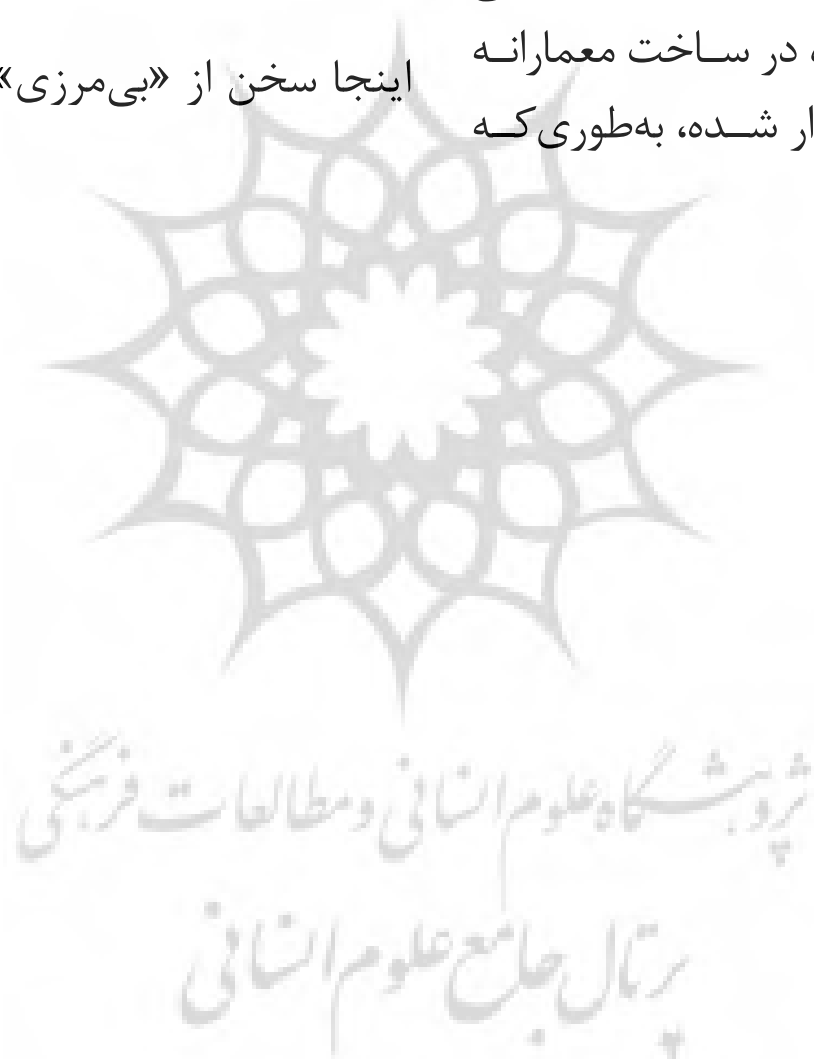 در ساخت معمارانه
شده، به‌طوری‌که
اینجا سخن از «بی‌مرزی»
پژوهشگاه علوم انسانی و مطالعات فرهنگی
پرتال جامع علوم انسانی